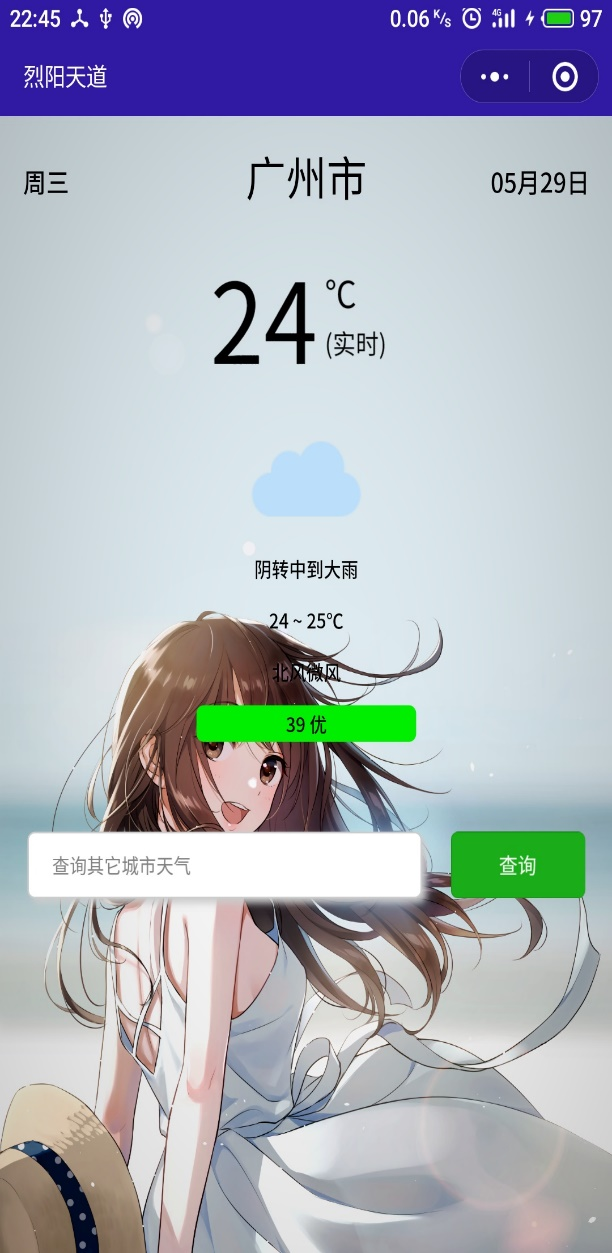 22:45 0.06 K/s 4G 97
烈阳天道
周三 广州市 05月29日
24 °C
(实时)
阴转中到大雨
24 ~ 25℃
北风微风
39 优
查询其它城市天气 查询